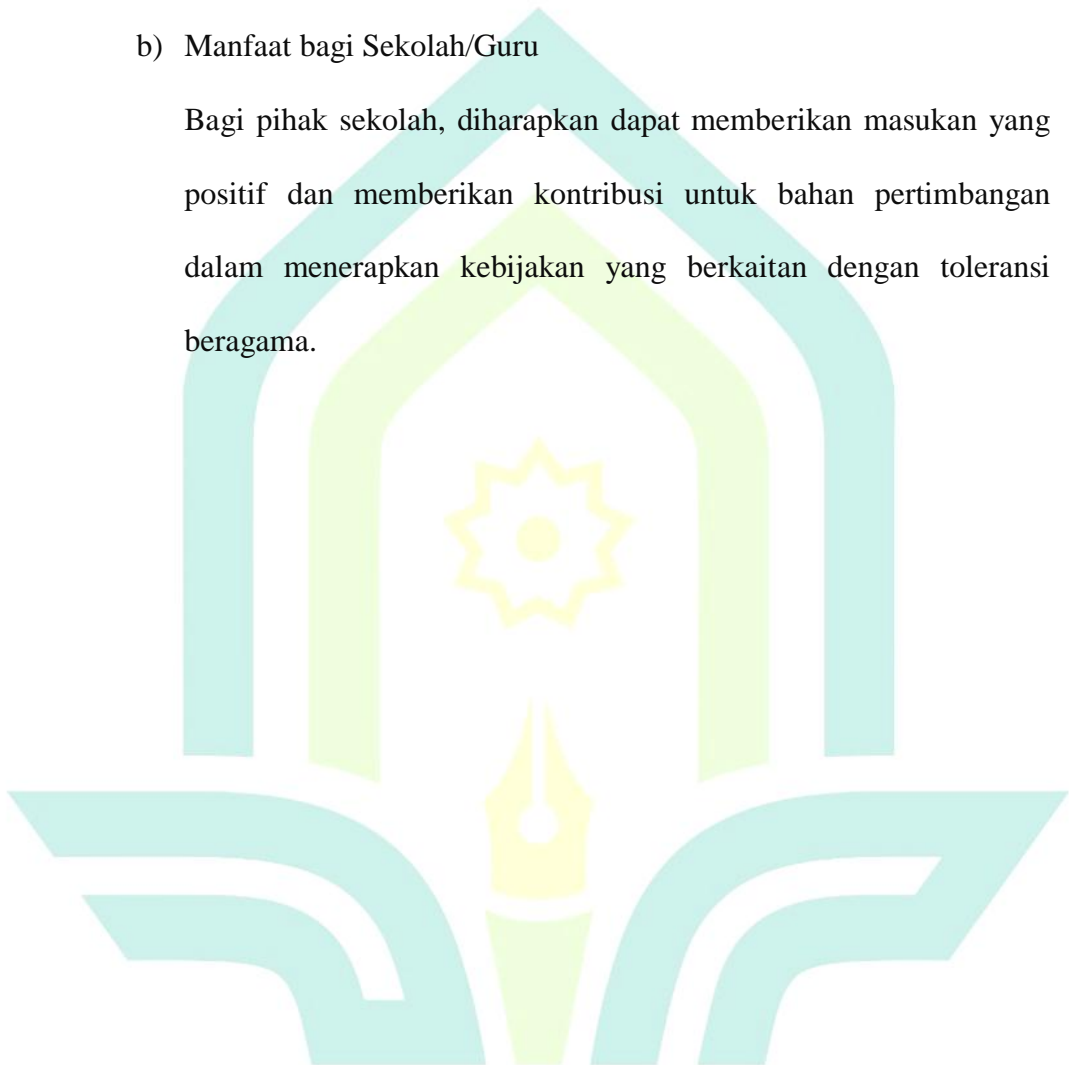 b) Manfaat bagi Sekolah/Guru
Bagi pihak sekolah, diharapkan dapat memberikan masukan yang
positif dan memberikan kontribusi untuk bahan pertimbangan
dalam menerapkan kebijakan yang berkaitan dengan toleransi
beragama.